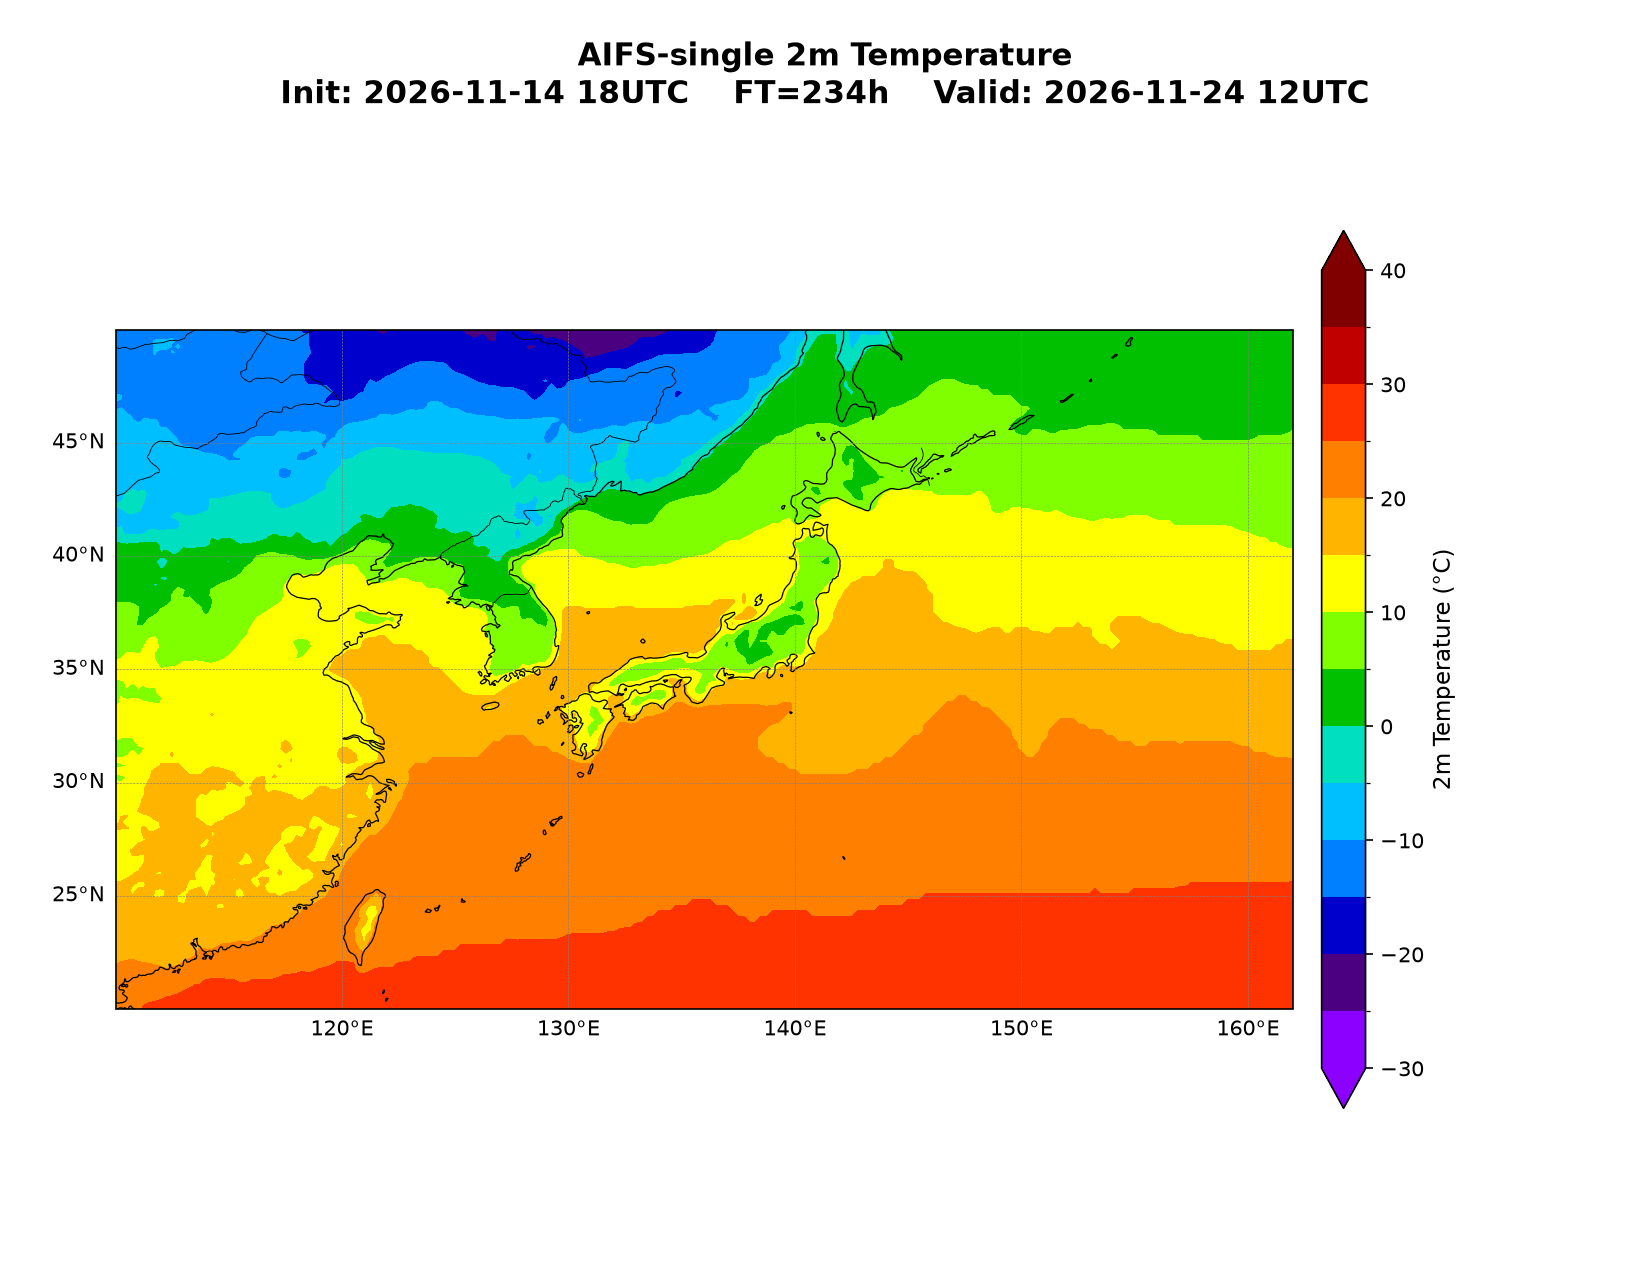 AIFS-single 2m Temperature
Init: 2026-11-14 18UTC    FT=234h    Valid: 2026-11-24 12UTC
45°N
40°N
35°N
30°N
25°N
120°E
130°E
140°E
150°E
160°E
40
30
20
10
0
−10
−20
−30
2m Temperature (°C)